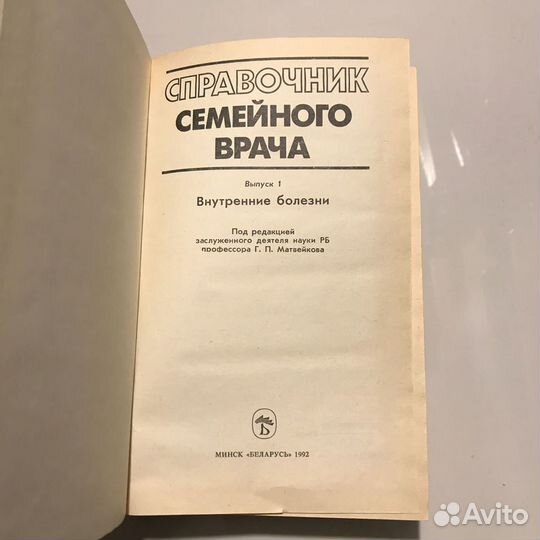 СПРАВОЧНИК
СЕМЕЙНОГО
ВРАЧА
Выпуск 1
Внутренние болезни
Под редакцией
заслуженного деятеля науки РБ
профессора Г. П. Матвейкова
Б
МИНСК «БЕЛАРУСЬ» 1992
Avito